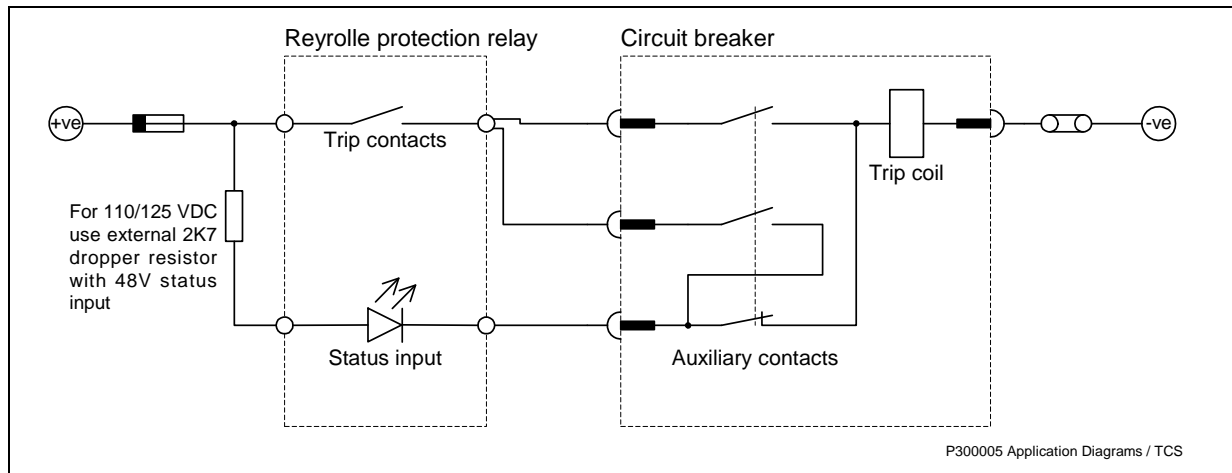 Reyrolle protection relay
Circuit breaker
+ve
Trip contacts
Trip coil
-ve
For 110/125 VDC
use external 2K7
dropper resistor
with 48V status
input
Status input
Auxiliary contacts
P300005 Application Diagrams / TCS